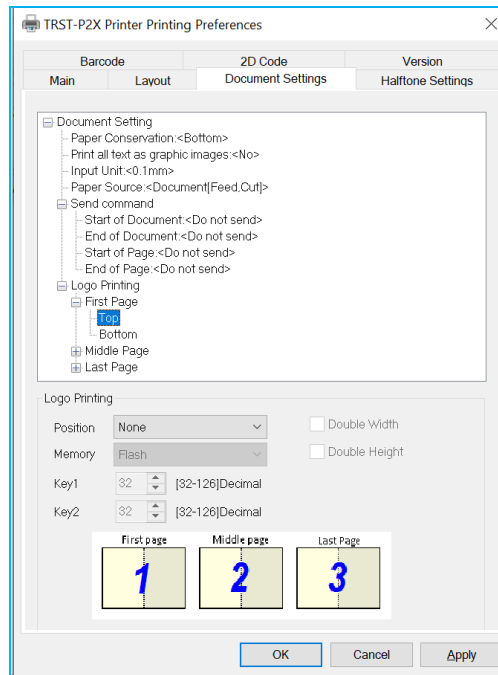 TRST-P2X Printer Printing Preferences
Barcode 2D Code Version
Main Layout Document Settings Halftone Settings
Document Setting
Paper Conservation:<Bottom>
Print all text as graphic images:<No>
Input Unit:<0.1mm>
Paper Source:<Document[Feed,Cut]>
Send command
Start of Document:<Do not send>
End of Document:<Do not send>
Start of Page:<Do not send>
End of Page:<Do not send>
Logo Printing
First Page
Top
Bottom
Middle Page
Last Page
Logo Printing
Position None Double Width
Memory Flash Double Height
Key1 32 [32-126]Decimal
Key2 32 [32-126]Decimal
First page Middle page Last Page
1 2 3
OK Cancel Apply